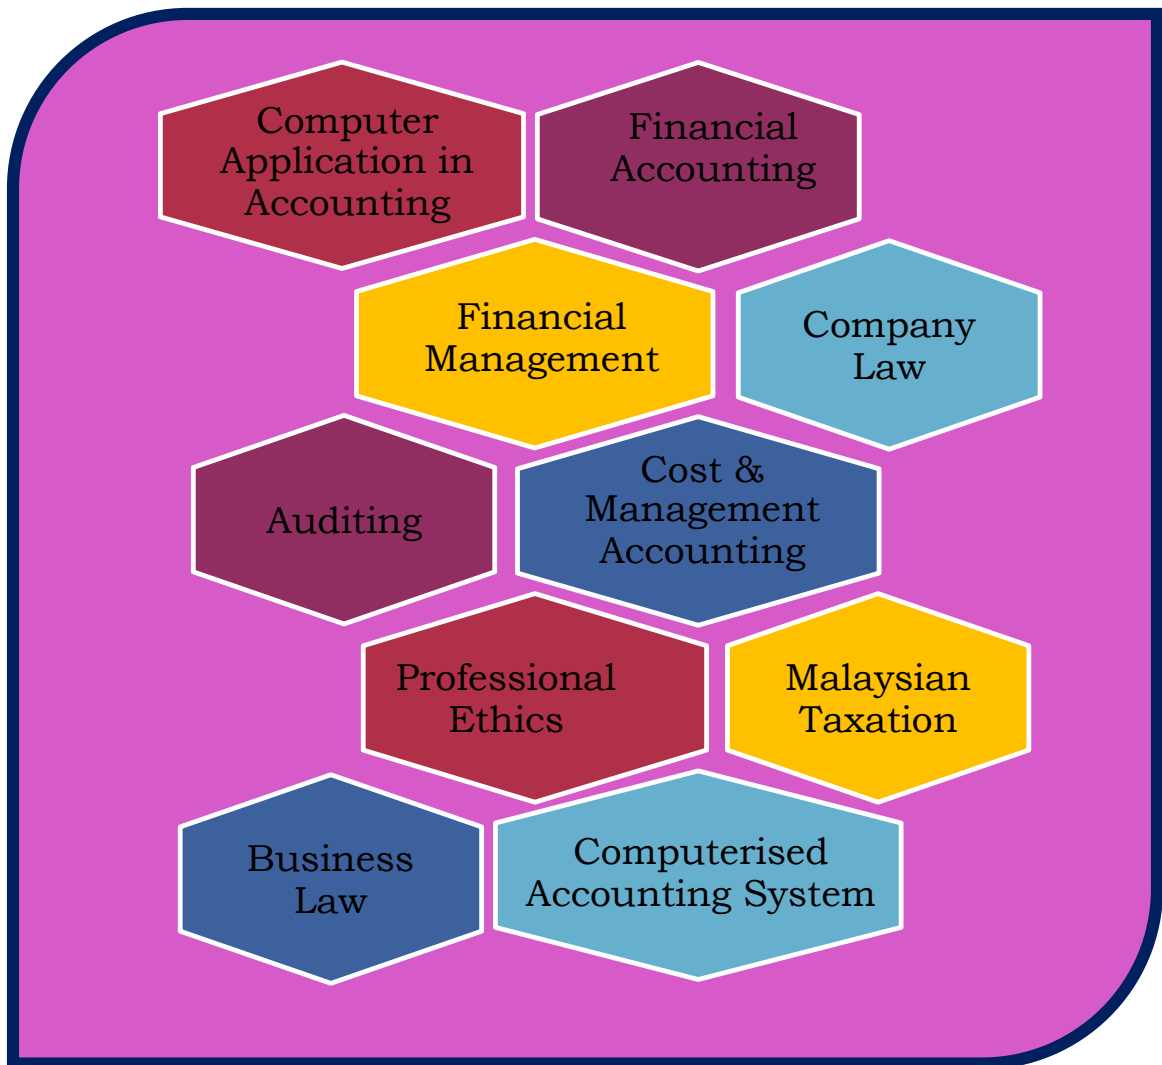 Computer
Application in
Accounting
Financial
Accounting
Financial
Management
Company
Law
Auditing
Cost &
Management
Accounting
Professional
Ethics
Malaysian
Taxation
Business
Law
Computerised
Accounting System